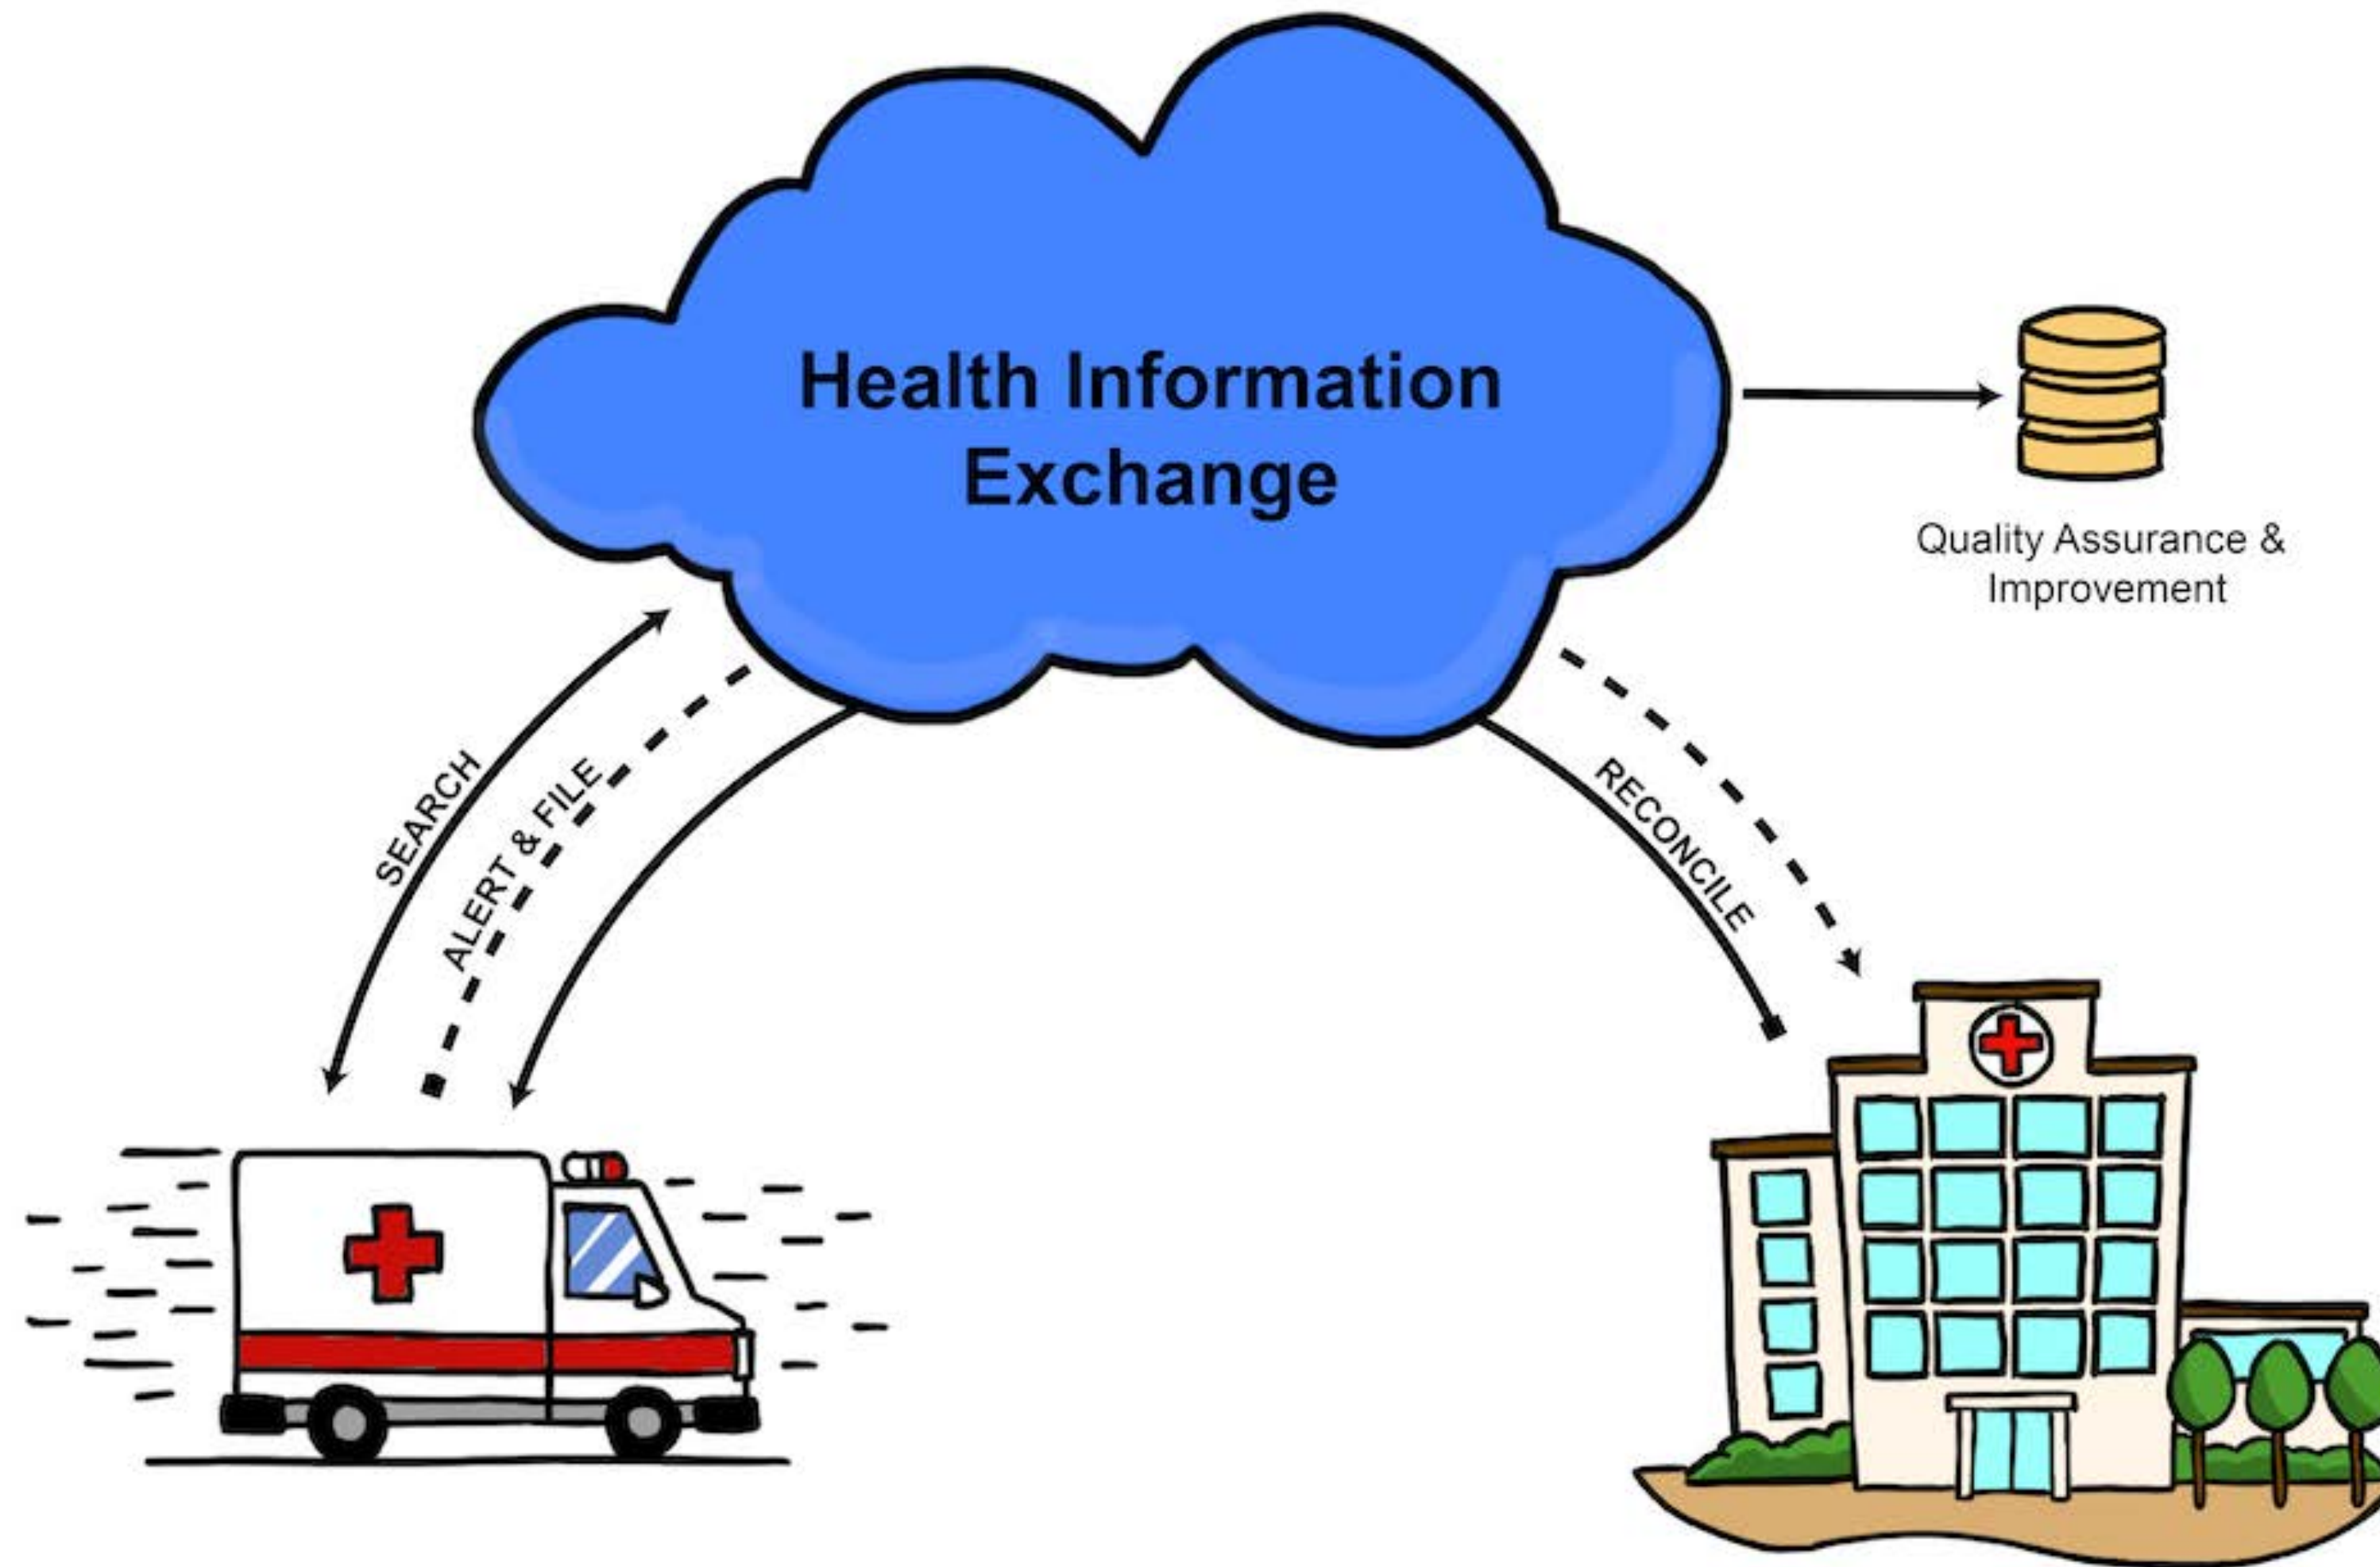 Health Information
Exchange
Quality Assurance &
Improvement
SEARCH
ALERT & FILE
RECONCILE